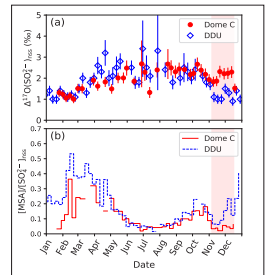 (a)
Dome C
DDU
Δ¹⁷O(SO₄²⁻)ₙₛₛ (‰)
5
4
3
2
1
0
(b)
Dome C
DDU
[MSA]/[SO₄²⁻]ₙₛₛ
0.7
0.6
0.5
0.4
0.3
0.2
0.1
0.0
Jan Feb Mar Apr May Jun Jul Aug Sep Oct Nov Dec
Date